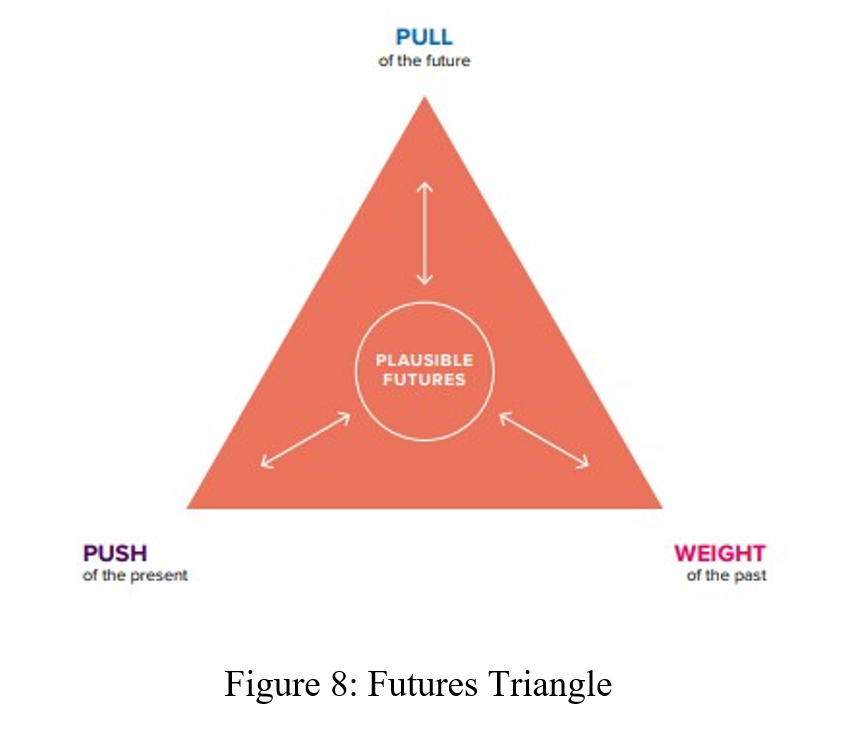 PULL
of the future
PLAUSIBLE
FUTURES
PUSH
of the present
WEIGHT
of the past
Figure 8: Futures Triangle